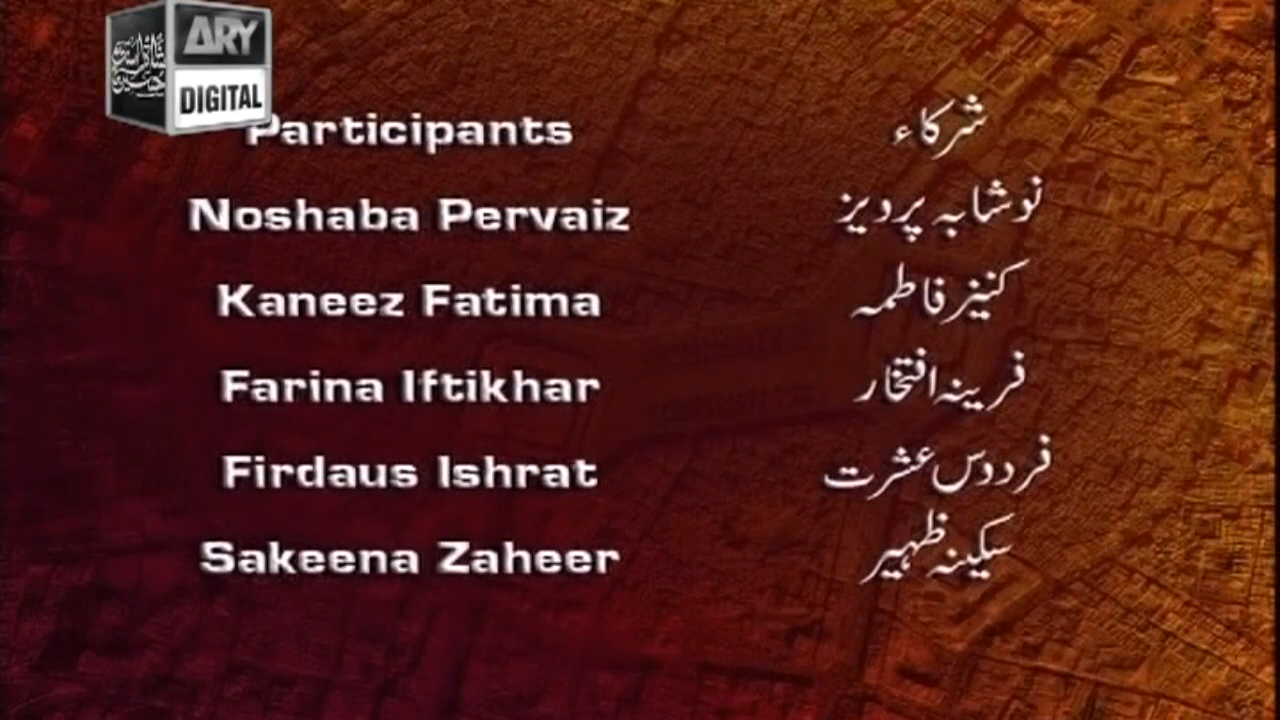 ARY
DIGITAL
Participants شرکاء
Noshaba Pervaiz نوشابہ پرویز
Kaneez Fatima کنیز فاطمہ
Farina Iftikhar فرینہ افتخار
Firdaus Ishrat فردوس عشرت
Sakeena Zaheer سکینہ ظہیر